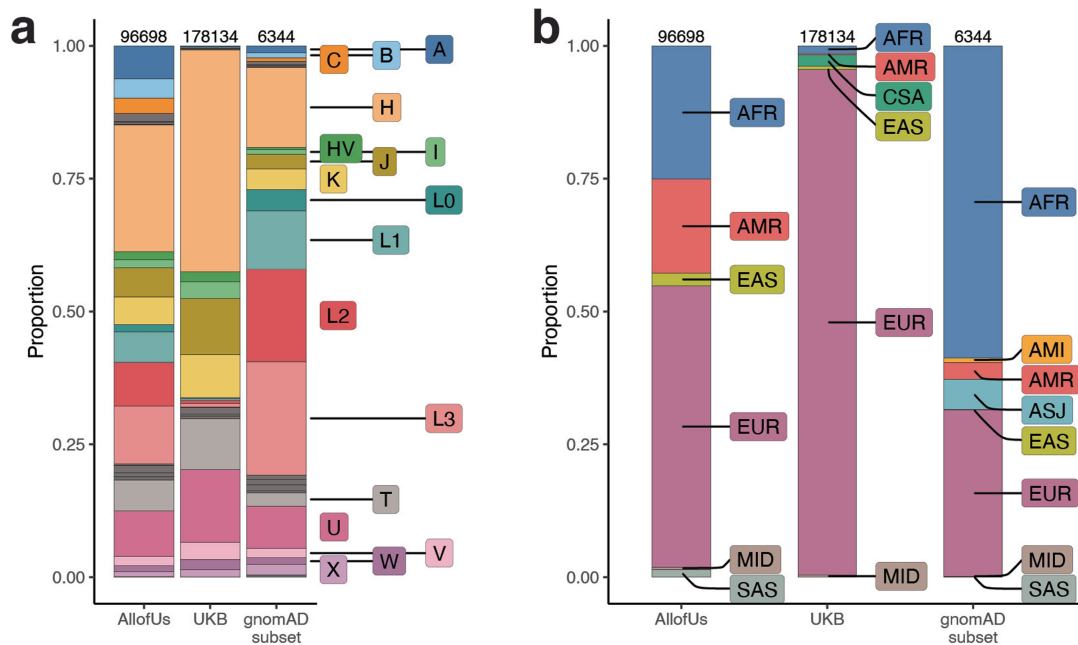 a
96698 178134 6344
1.00
0.75
0.50
0.25
0.00
Proportion
A
B
C
H
HV
I
J
K
L0
L1
L2
L3
T
U
V
W
X
AllofUs UKB gnomAD
subset
b
96698 178134 6344
1.00
0.75
0.50
0.25
0.00
Proportion
AFR
AMR
EAS
EUR
MID
SAS
AFR
AMR
CSA
EAS
EUR
MID
AFR
AMI
AMR
ASJ
EAS
EUR
MID
SAS
AllofUs UKB gnomAD
subset